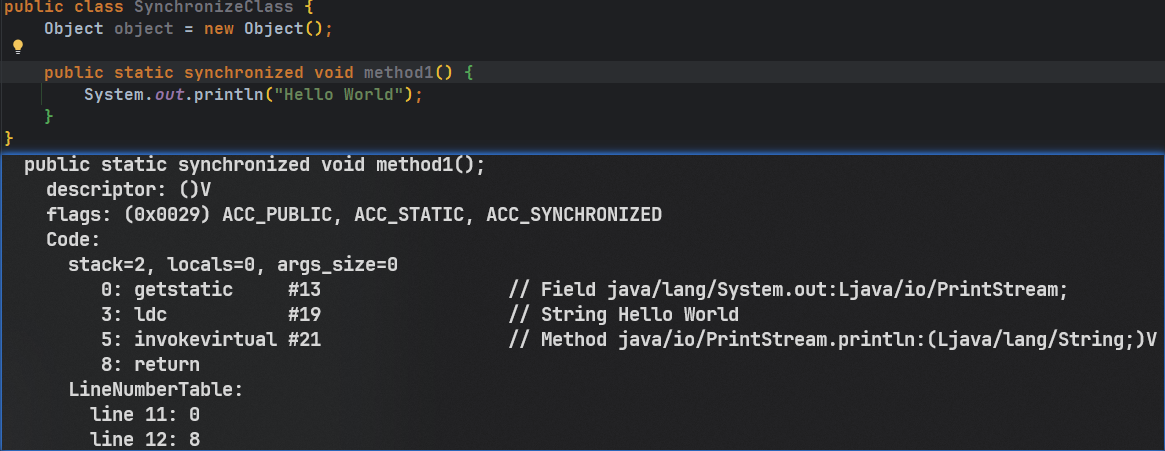 public class SynchronizeClass {
    Object object = new Object();
    public static synchronized void method1() {
        System.out.println("Hello World");
    }
}
  public static synchronized void method1();
    descriptor: ()V
    flags: (0x0029) ACC_PUBLIC, ACC_STATIC, ACC_SYNCHRONIZED
    Code:
      stack=2, locals=0, args_size=0
         0: getstatic     #13                 // Field java/lang/System.out:Ljava/io/PrintStream;
         3: ldc           #19                 // String Hello World
         5: invokevirtual #21                 // Method java/io/PrintStream.println:(Ljava/lang/String;)V
         8: return
      LineNumberTable:
        line 11: 0
        line 12: 8